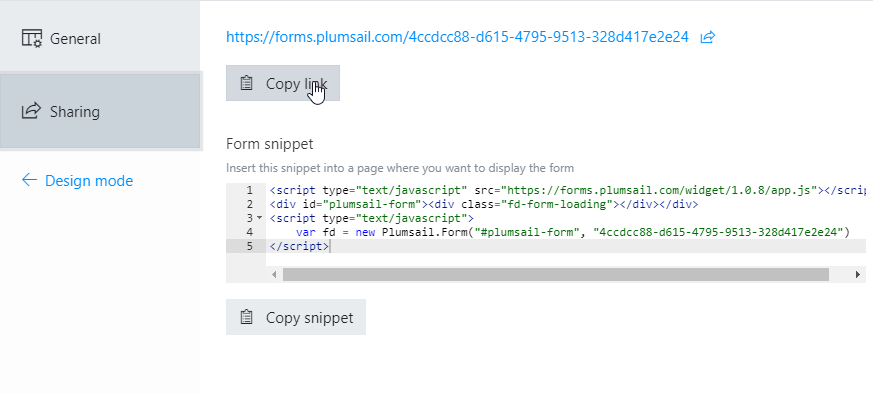 General
Sharing
Design mode
https://forms.plumsail.com/4ccdcc88-d615-4795-9513-328d417e2e24
Copy link
Form snippet
Insert this snippet into a page where you want to display the form
1 <script type="text/javascript" src="https://forms.plumsail.com/widget/1.0.8/app.js"></scrip
2 <div id="plumsail-form"><div class="fd-form-loading"></div></div>
3 <script type="text/javascript">
4 var fd = new Plumsail.Form("#plumsail-form", "4ccdcc88-d615-4795-9513-328d417e2e24")
5 </script>
Copy snippet